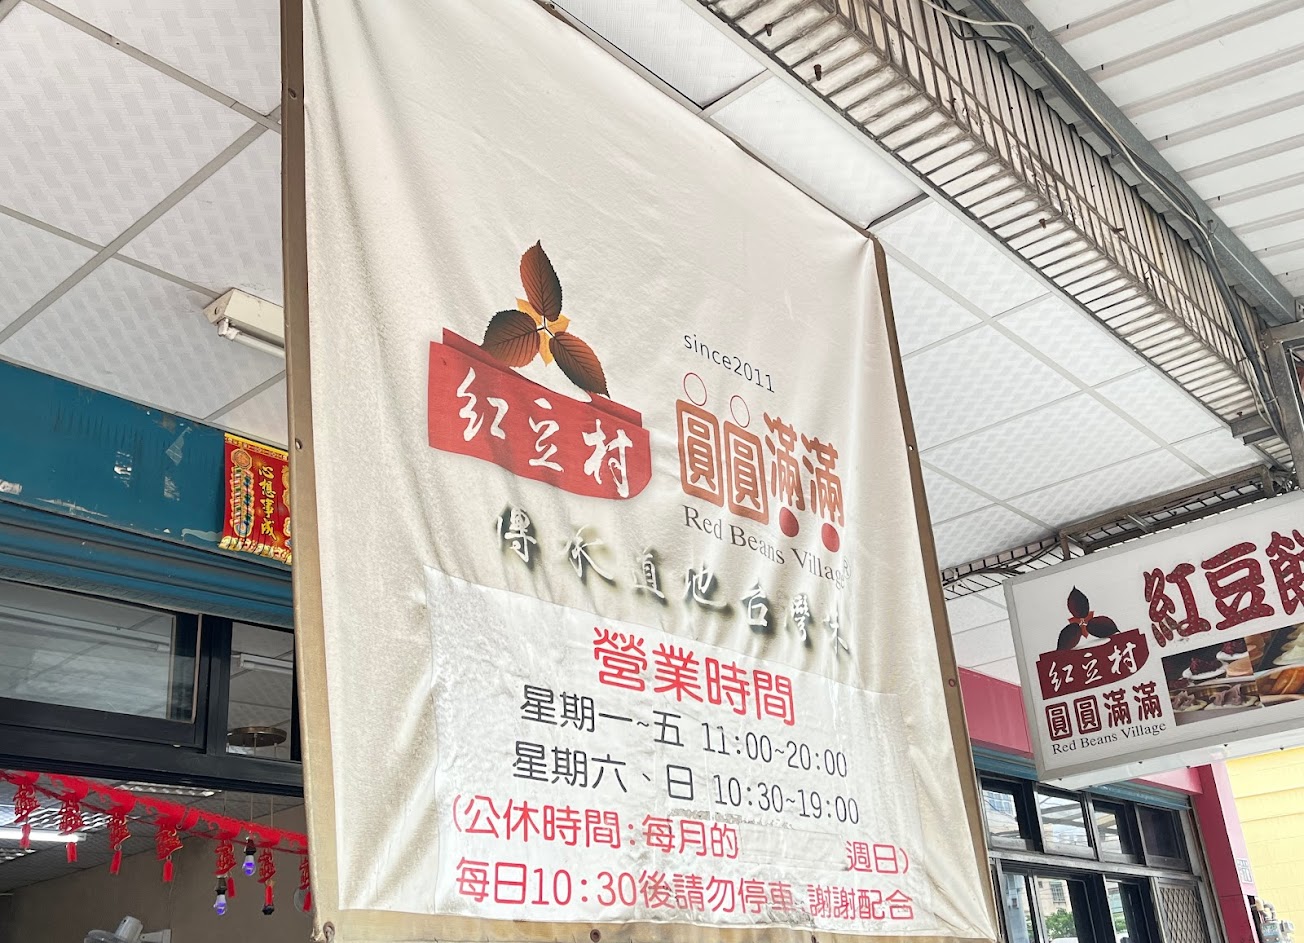 since2011
紅豆村
圓圓滿滿
Red Beans Village
傳承道地台灣味
營業時間
星期一~五 11:00~20:00
星期六、日 10:30~19:00
(公休時間:每月的 週日)
每日10:30後請勿停車 謝謝配合
心想事成
紅豆餅
紅豆村
圓圓滿滿
Red Beans Village